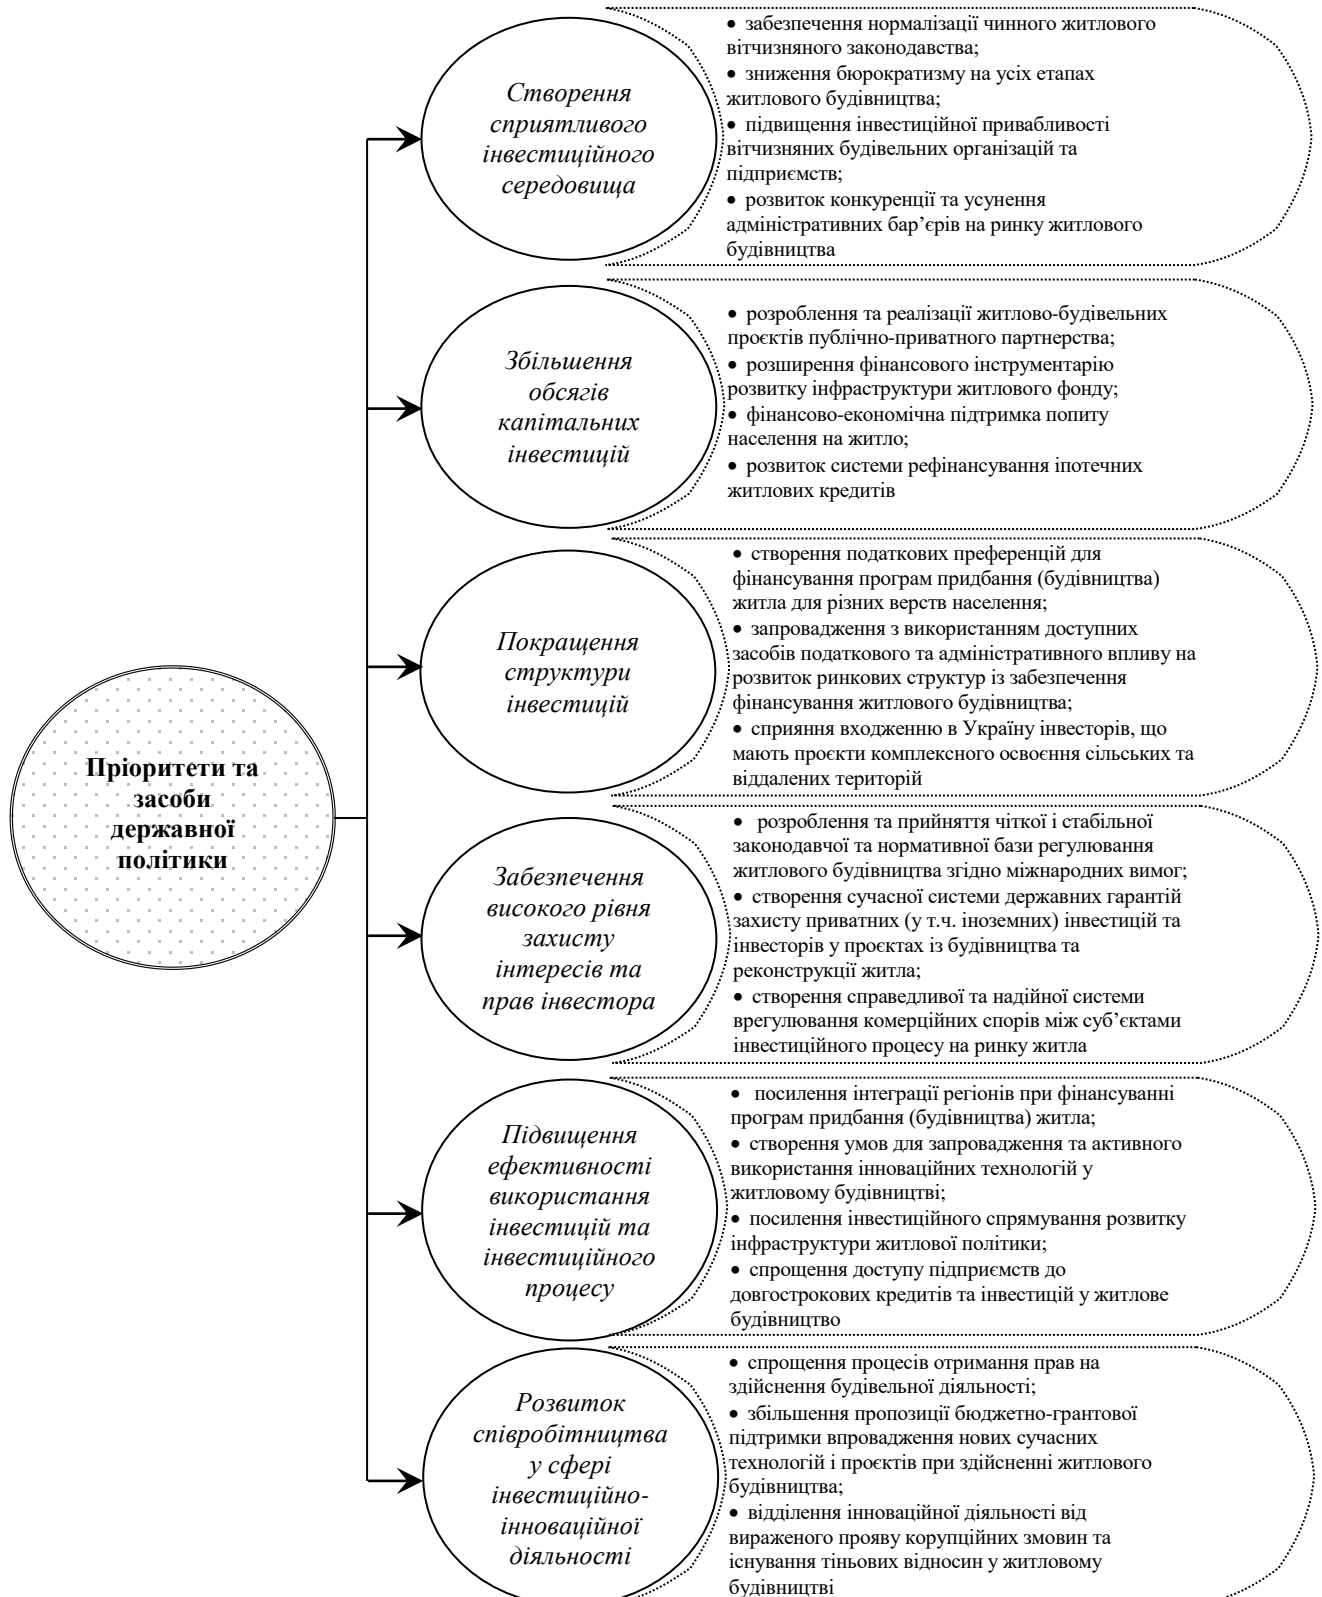 Пріоритети та
засоби
державної
політики
Створення
сприятливого
інвестиційного
середовища
• забезпечення нормалізації чинного житлового
вітчизняного законодавства;
• зниження бюрократизму на усіх етапах
житлового будівництва;
• підвищення інвестиційної привабливості
вітчизняних будівельних організацій та
підприємств;
• розвиток конкуренції та усунення
адміністративних бар’єрів на ринку житлового
будівництва
Збільшення
обсягів
капітальних
інвестицій
• розроблення та реалізації житлово-будівельних
проєктів публічно-приватного партнерства;
• розширення фінансового інструментарію
розвитку інфраструктури житлового фонду;
• фінансово-економічна підтримка попиту
населення на житло;
• розвиток системи рефінансування іпотечних
житлових кредитів
Покращення
структури
інвестицій
• створення податкових преференцій для
фінансування програм придбання (будівництва)
житла для різних верств населення;
• запровадження з використанням доступних
засобів податкового та адміністративного впливу на
розвиток ринкових структур із забезпечення
фінансування житлового будівництва;
• сприяння входженню в Україну інвесторів, що
мають проєкти комплексного освоєння сільських та
віддалених територій
Забезпечення
високого рівня
захисту
інтересів та
прав інвестора
• розроблення та прийняття чіткої і стабільної
законодавчої та нормативної бази регулювання
житлового будівництва згідно міжнародних вимог;
• створення сучасної системи державних гарантій
захисту приватних (у т.ч. іноземних) інвестицій та
інвесторів у проєктах із будівництва та
реконструкції житла;
• створення справедливої та надійної системи
врегулювання комерційних спорів між суб’єктами
інвестиційного процесу на ринку житла
Підвищення
ефективності
використання
інвестицій та
інвестиційного
процесу
• посилення інтеграції регіонів при фінансуванні
програм придбання (будівництва) житла;
• створення умов для запровадження та активного
використання інноваційних технологій у
житловому будівництві;
• посилення інвестиційного спрямування розвитку
інфраструктури житлової політики;
• спрощення доступу підприємств до
довгострокових кредитів та інвестицій у житлове
будівництво
Розвиток
співробітництва
у сфері
інвестиційно-
інноваційної
діяльності
• спрощення процесів отримання прав на
здійснення будівельної діяльності;
• збільшення пропозиції бюджетно-грантової
підтримки впровадження нових сучасних
технологій і проєктів при здійсненні житлового
будівництва;
• відділення інноваційної діяльності від
вираженого прояву корупційних змовин та
існування тіньових відносин у житловому
будівництві